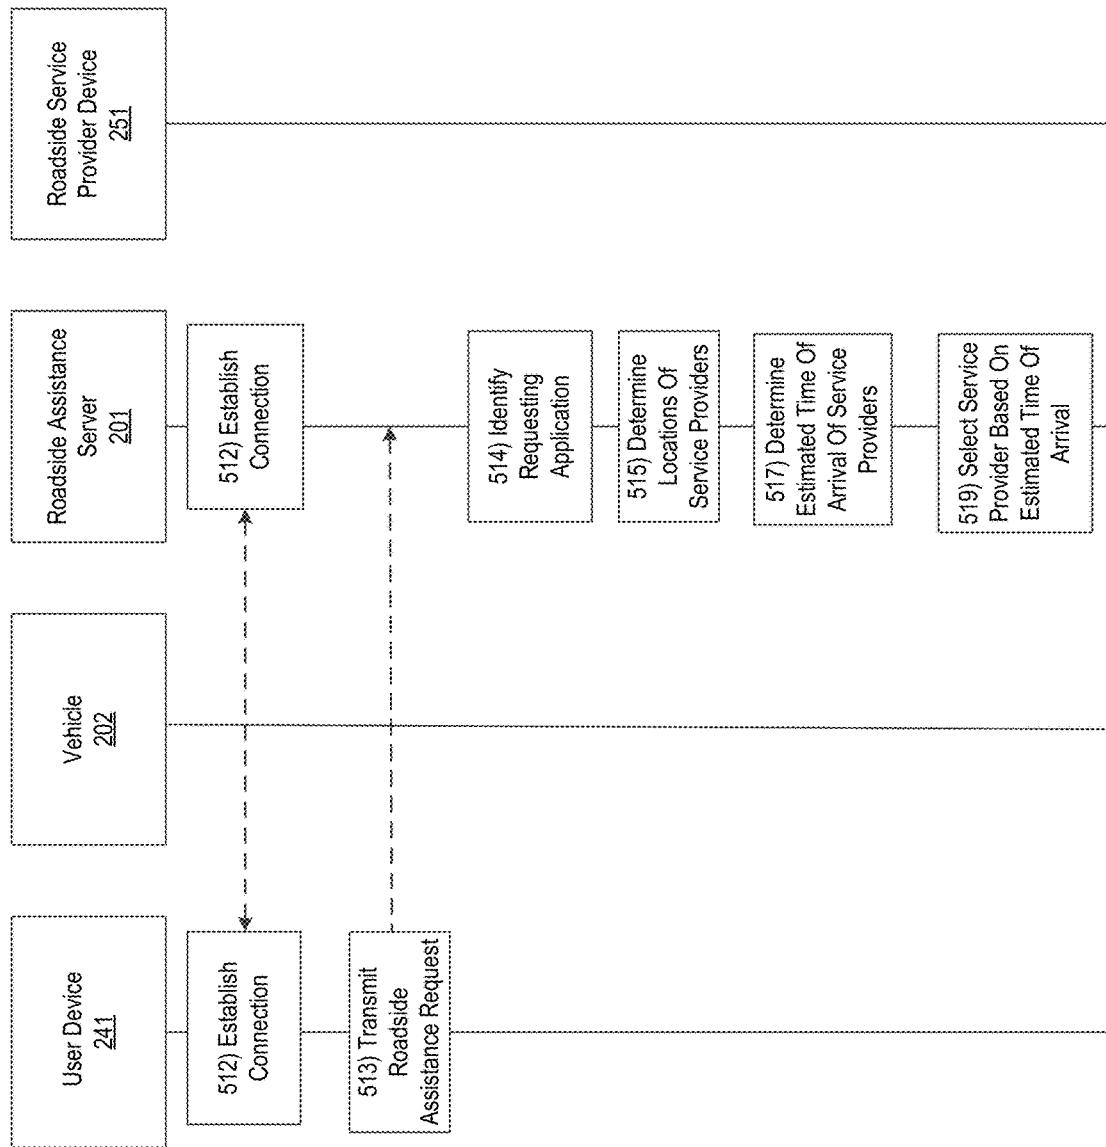 User Device
241
Vehicle
202
Roadside Assistance
Server
201
Roadside Service
Provider Device
251
512) Establish
Connection
512) Establish
Connection
513) Transmit
Roadside
Assistance Request
514) Identify
Requesting
Application
515) Determine
Locations Of
Service Providers
517) Determine
Estimated Time Of
Arrival Of Service
Providers
519) Select Service
Provider Based On
Estimated Time Of
Arrival